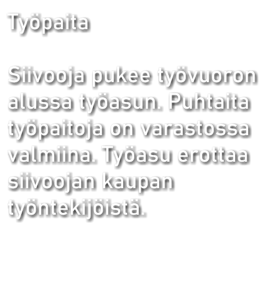 Työpaita
Siivooja pukee työvuoron
alussa työasun. Puhtaita
työpaitoja on varastossa
valmiina. Työasu erottaa
siivoojan kaupan
työntekijöistä.